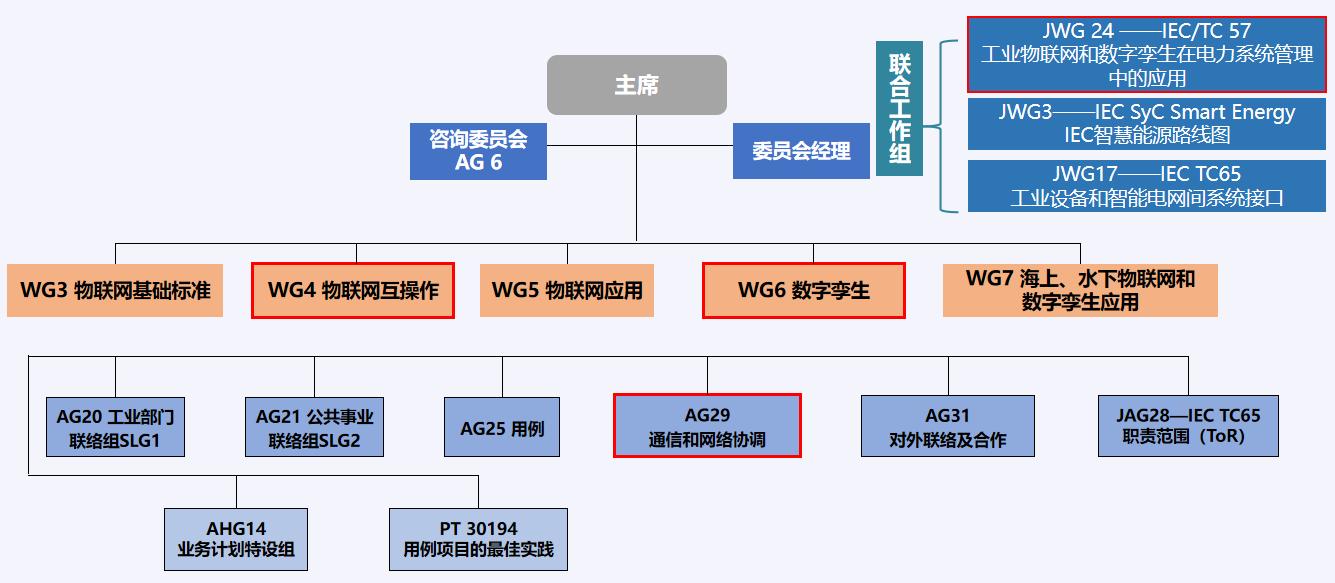 主席
咨询委员会
AG 6
委员会经理
联合工作组
JWG 24 ——IEC/TC 57
工业物联网和数字孪生在电力系统管理
中的应用
JWG3——IEC SyC Smart Energy
IEC智慧能源路线图
JWG17——IEC TC65
工业设备和智能电网间系统接口
WG3 物联网基础标准
WG4 物联网互操作
WG5 物联网应用
WG6 数字孪生
WG7 海上、水下物联网和
数字孪生应用
AG20 工业部门
联络组SLG1
AG21 公共事业
联络组SLG2
AG25 用例
AG29
通信和网络协调
AG31
对外联络及合作
JAG28—IEC TC65
职责范围（ToR）
AHG14
业务计划特设组
PT 30194
用例项目的最佳实践